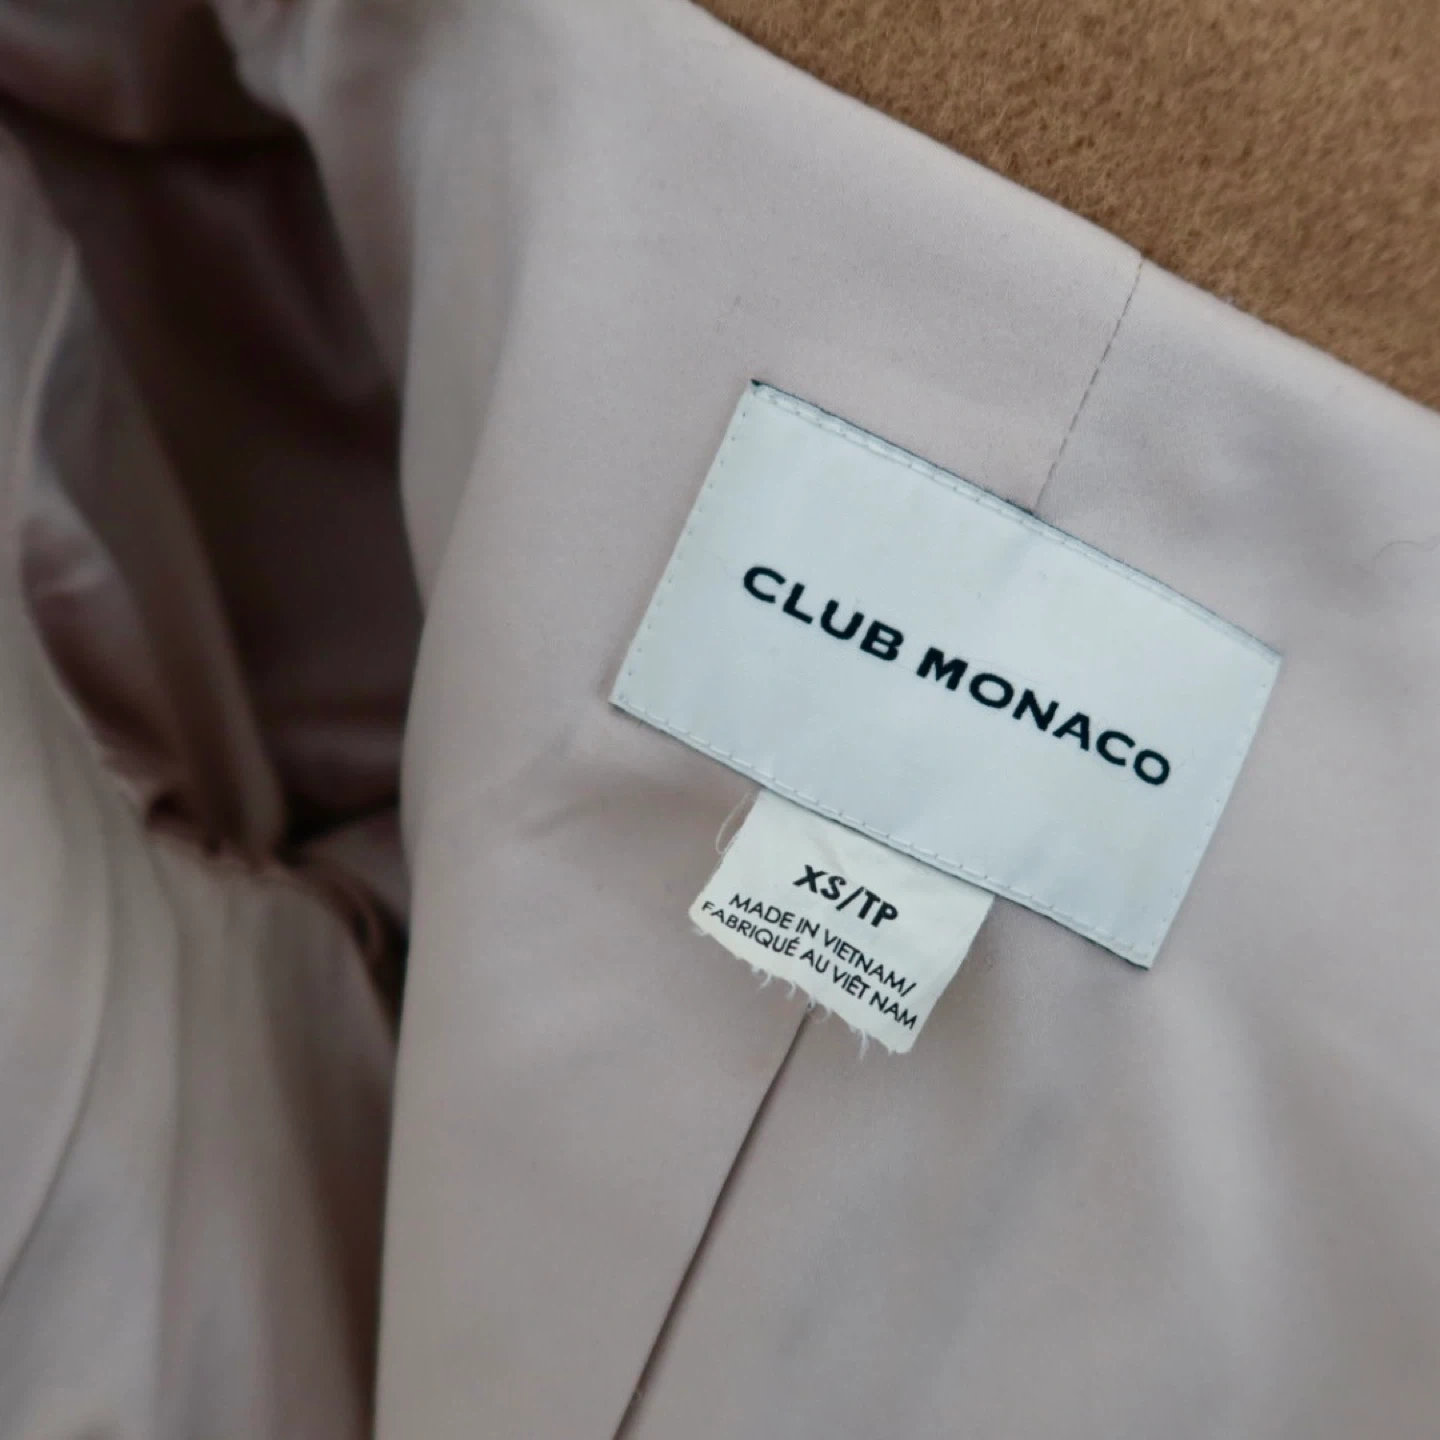 CLUB MONACO
XS/TP
MADE IN VIETNAM/
FABRIQUÉ AU VIÊT NAM